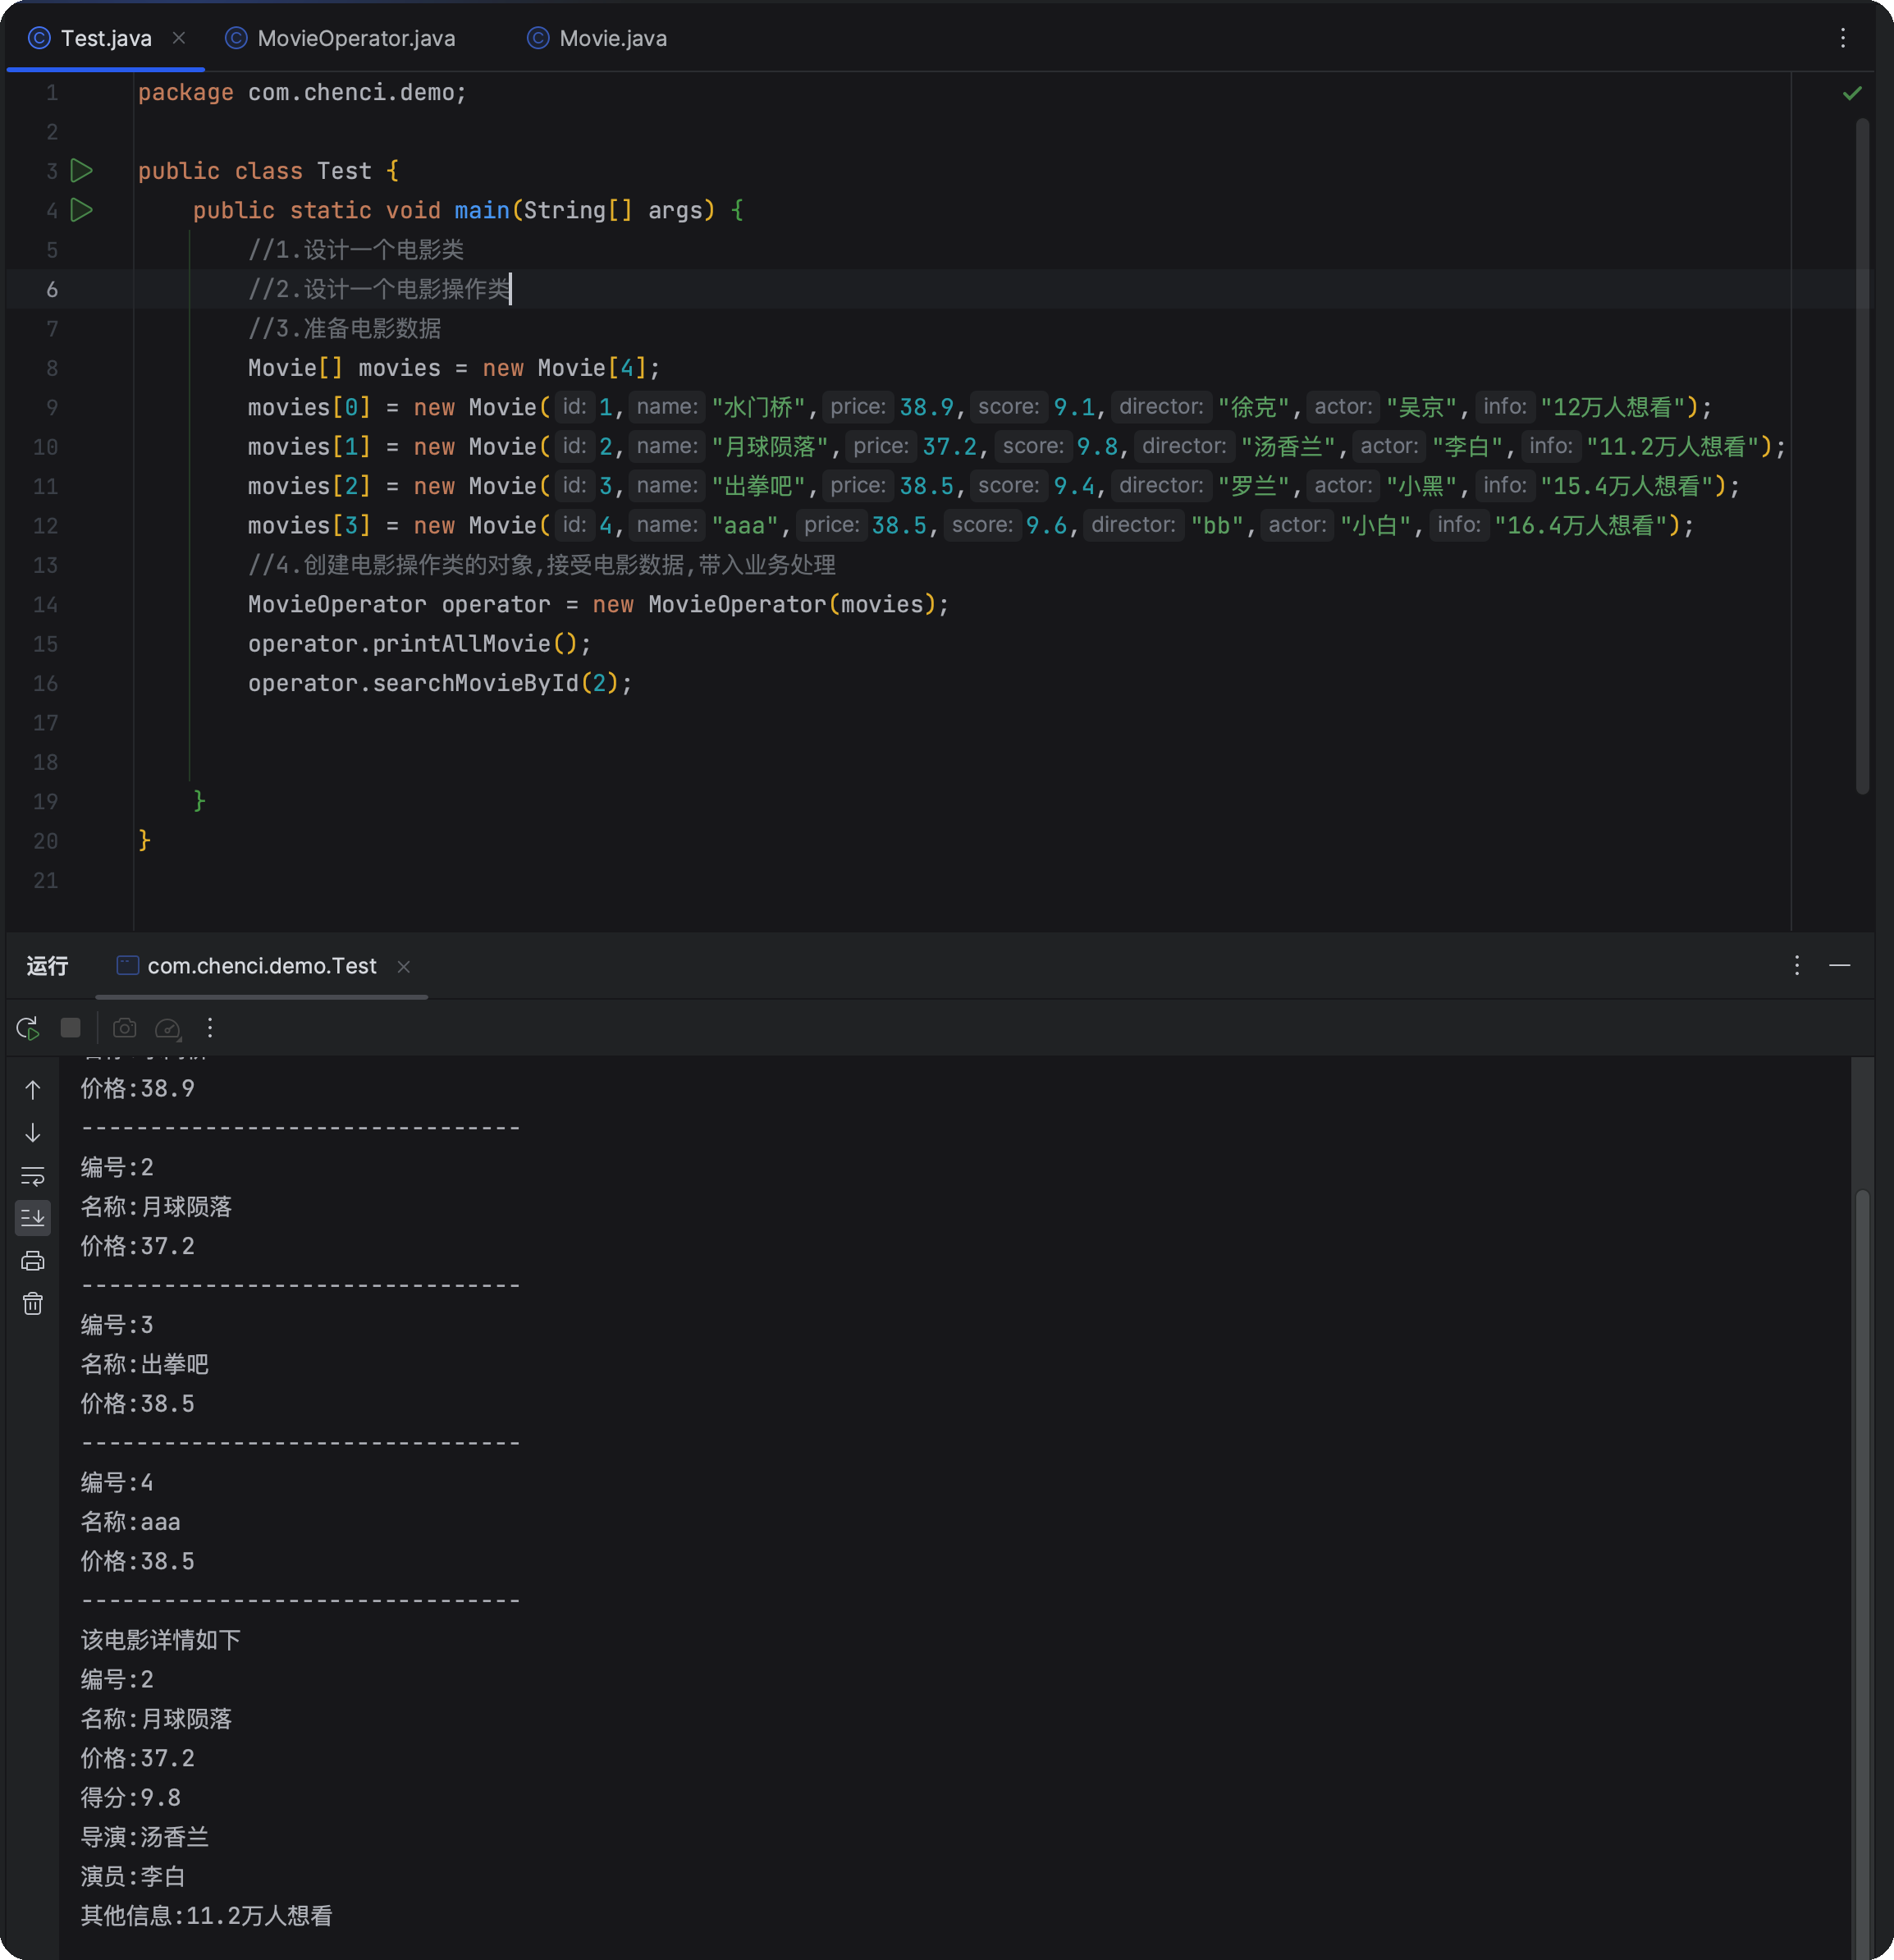 Test.java MovieOperator.java Movie.java
1 package com.chenci.demo;
2
3 public class Test {
4 public static void main(String[] args) {
5 //1.设计一个电影类
6 //2.设计一个电影操作类
7 //3.准备电影数据
8 Movie[] movies = new Movie[4];
9 movies[0] = new Movie( id: 1, name: "水门桥", price: 38.9, score: 9.1, director: "徐克", actor: "吴京", info: "12万人想看");
10 movies[1] = new Movie( id: 2, name: "月球陨落", price: 37.2, score: 9.8, director: "汤香兰", actor: "李白", info: "11.2万人想看");
11 movies[2] = new Movie( id: 3, name: "出拳吧", price: 38.5, score: 9.4, director: "罗兰", actor: "小黑", info: "15.4万人想看");
12 movies[3] = new Movie( id: 4, name: "aaa", price: 38.5, score: 9.6, director: "bb", actor: "小白", info: "16.4万人想看");
13 //4.创建电影操作类的对象,接受电影数据,带入业务处理
14 MovieOperator operator = new MovieOperator(movies);
15 operator.printAllMovie();
16 operator.searchMovieById(2);
17
18
19 }
20 }
21
运行 com.chenci.demo.Test
价格:38.9
--------------------------------
编号:2
名称:月球陨落
价格:37.2
--------------------------------
编号:3
名称:出拳吧
价格:38.5
--------------------------------
编号:4
名称:aaa
价格:38.5
--------------------------------
该电影详情如下
编号:2
名称:月球陨落
价格:37.2
得分:9.8
导演:汤香兰
演员:李白
其他信息:11.2万人想看